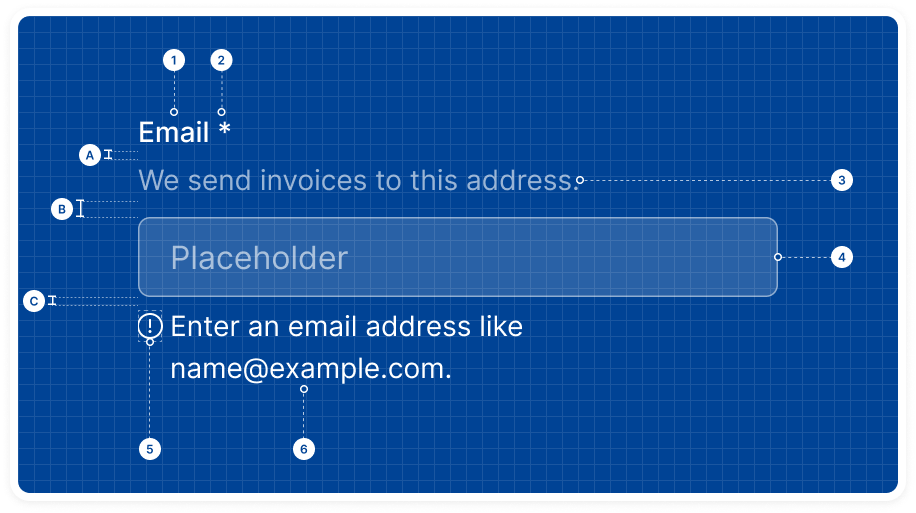 1 2
Email *
A
We send invoices to this address. 3
B
Placeholder 4
C
Enter an email address like
name@example.com.
5 6